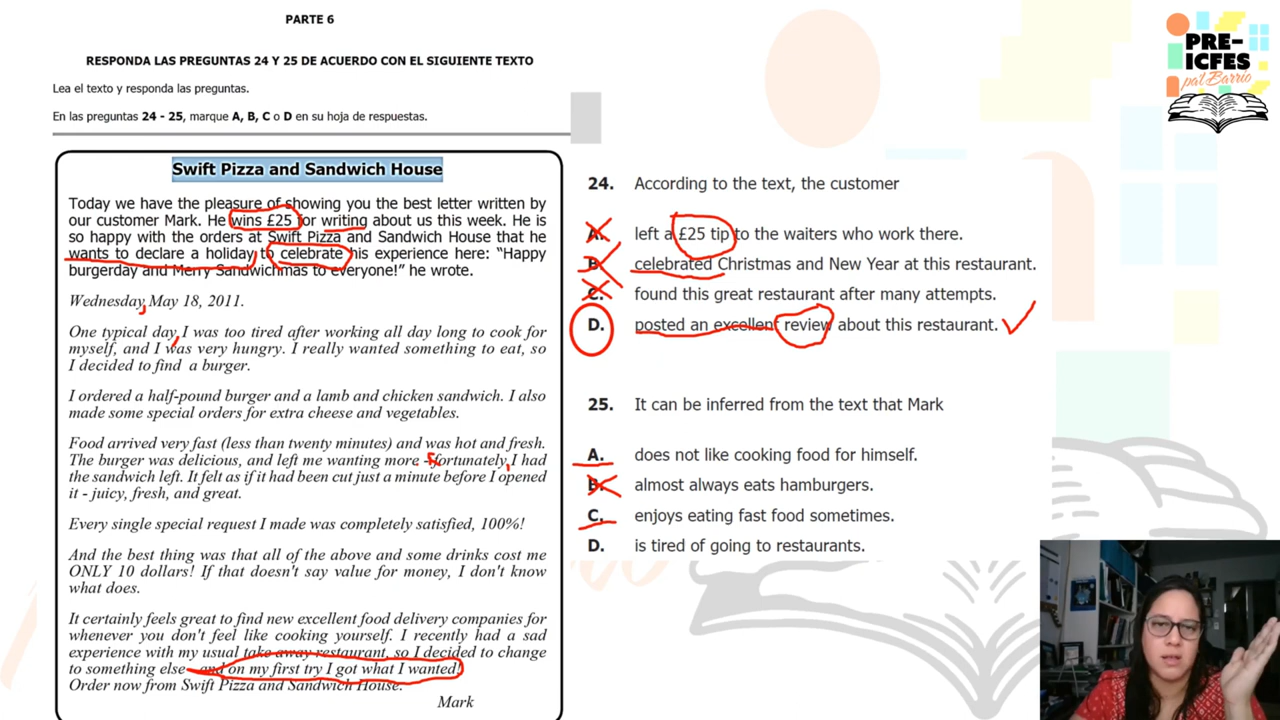 PARTE 6
RESPONDA LAS PREGUNTAS 24 Y 25 DE ACUERDO CON EL SIGUIENTE TEXTO
Lea el texto y responda las preguntas.
En las preguntas 24 - 25, marque A, B, C o D en su hoja de respuestas.
Swift Pizza and Sandwich House
Today we have the pleasure of showing you the best letter written by
our customer Mark. He wins £25 for writing about us this week. He is
so happy with the orders at Swift Pizza and Sandwich House that he
wants to declare a holiday to celebrate his experience here: “Happy
burgerday and Merry Sandwichmas to everyone!” he wrote.
Wednesday, May 18, 2011.
One typical day, I was too tired after working all day long to cook for
myself, and I was very hungry. I really wanted something to eat, so
I decided to find a burger.
I ordered a half-pound burger and a lamb and chicken sandwich. I also
made some special orders for extra cheese and vegetables.
Food arrived very fast (less than twenty minutes) and was hot and fresh.
The burger was delicious, and left me wanting more - fortunately, I had
the sandwich left. It felt as if it had been cut just a minute before I opened
it - juicy, fresh, and great.
Every single special request I made was completely satisfied, 100%!
And the best thing was that all of the above and some drinks cost me
ONLY 10 dollars! If that doesn't say value for money, I don't know
what does.
It certainly feels great to find new excellent food delivery companies for
whenever you don't feel like cooking yourself. I recently had a sad
experience with my usual take away restaurant, so I decided to change
to something else and on my first try I got what I wanted!
Order now from Swift Pizza and Sandwich House.
Mark
24. According to the text, the customer
A. left a £25 tip to the waiters who work there.
B. celebrated Christmas and New Year at this restaurant.
C. found this great restaurant after many attempts.
D. posted an excellent review about this restaurant.
25. It can be inferred from the text that Mark
A. does not like cooking food for himself.
B. almost always eats hamburgers.
C. enjoys eating fast food sometimes.
D. is tired of going to restaurants.
PRE-
ICFES
pal Barrio